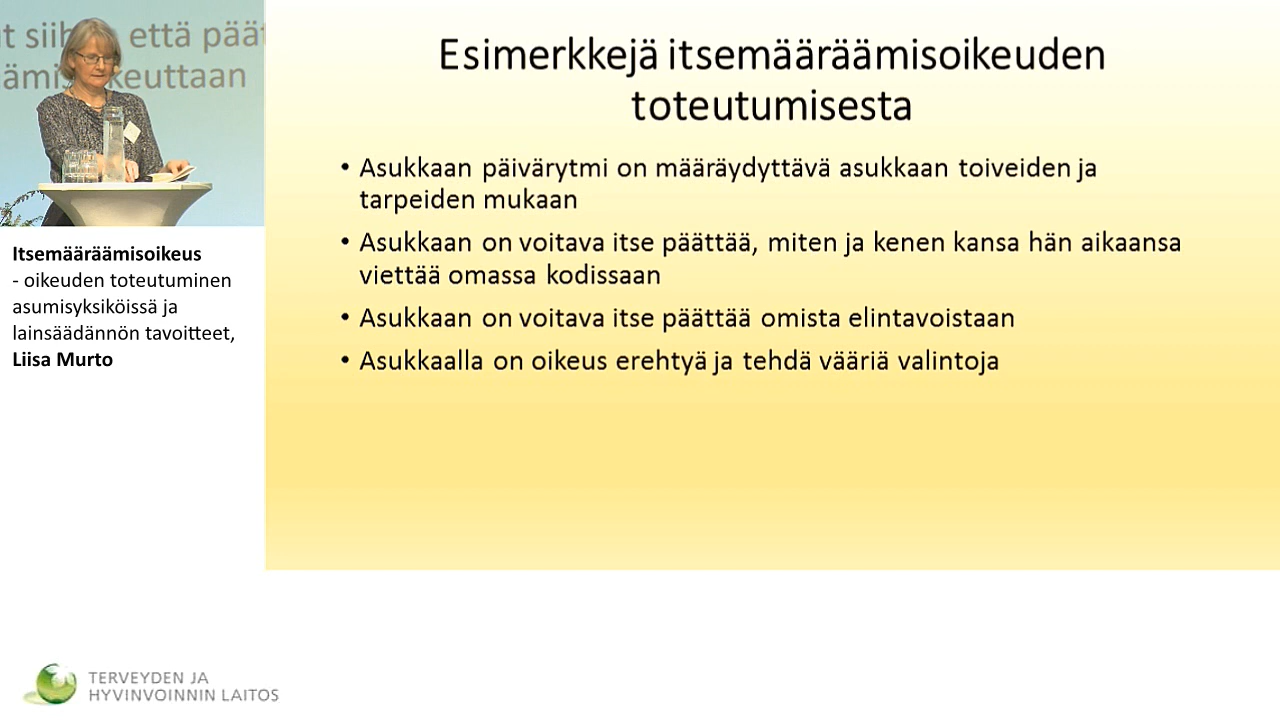 että
keuttaan
Esimerkkejä itsemääräämisoikeuden
toteutumisesta
• Asukkaan päivärytmi on määräydyttävä asukkaan toiveiden ja
tarpeiden mukaan
• Asukkaan on voitava itse päättää, miten ja kenen kansa hän aikaansa
viettää omassa kodissaan
• Asukkaan on voitava itse päättää omista elintavoistaan
• Asukkaalla on oikeus erehtyä ja tehdä vääriä valintoja
Itsemääräämisoikeus
- oikeuden toteutuminen
asumisyksiköissä ja
lainsäädännön tavoitteet,
Liisa Murto
TERVEYDEN JA
HYVINVOINNIN LAITOS